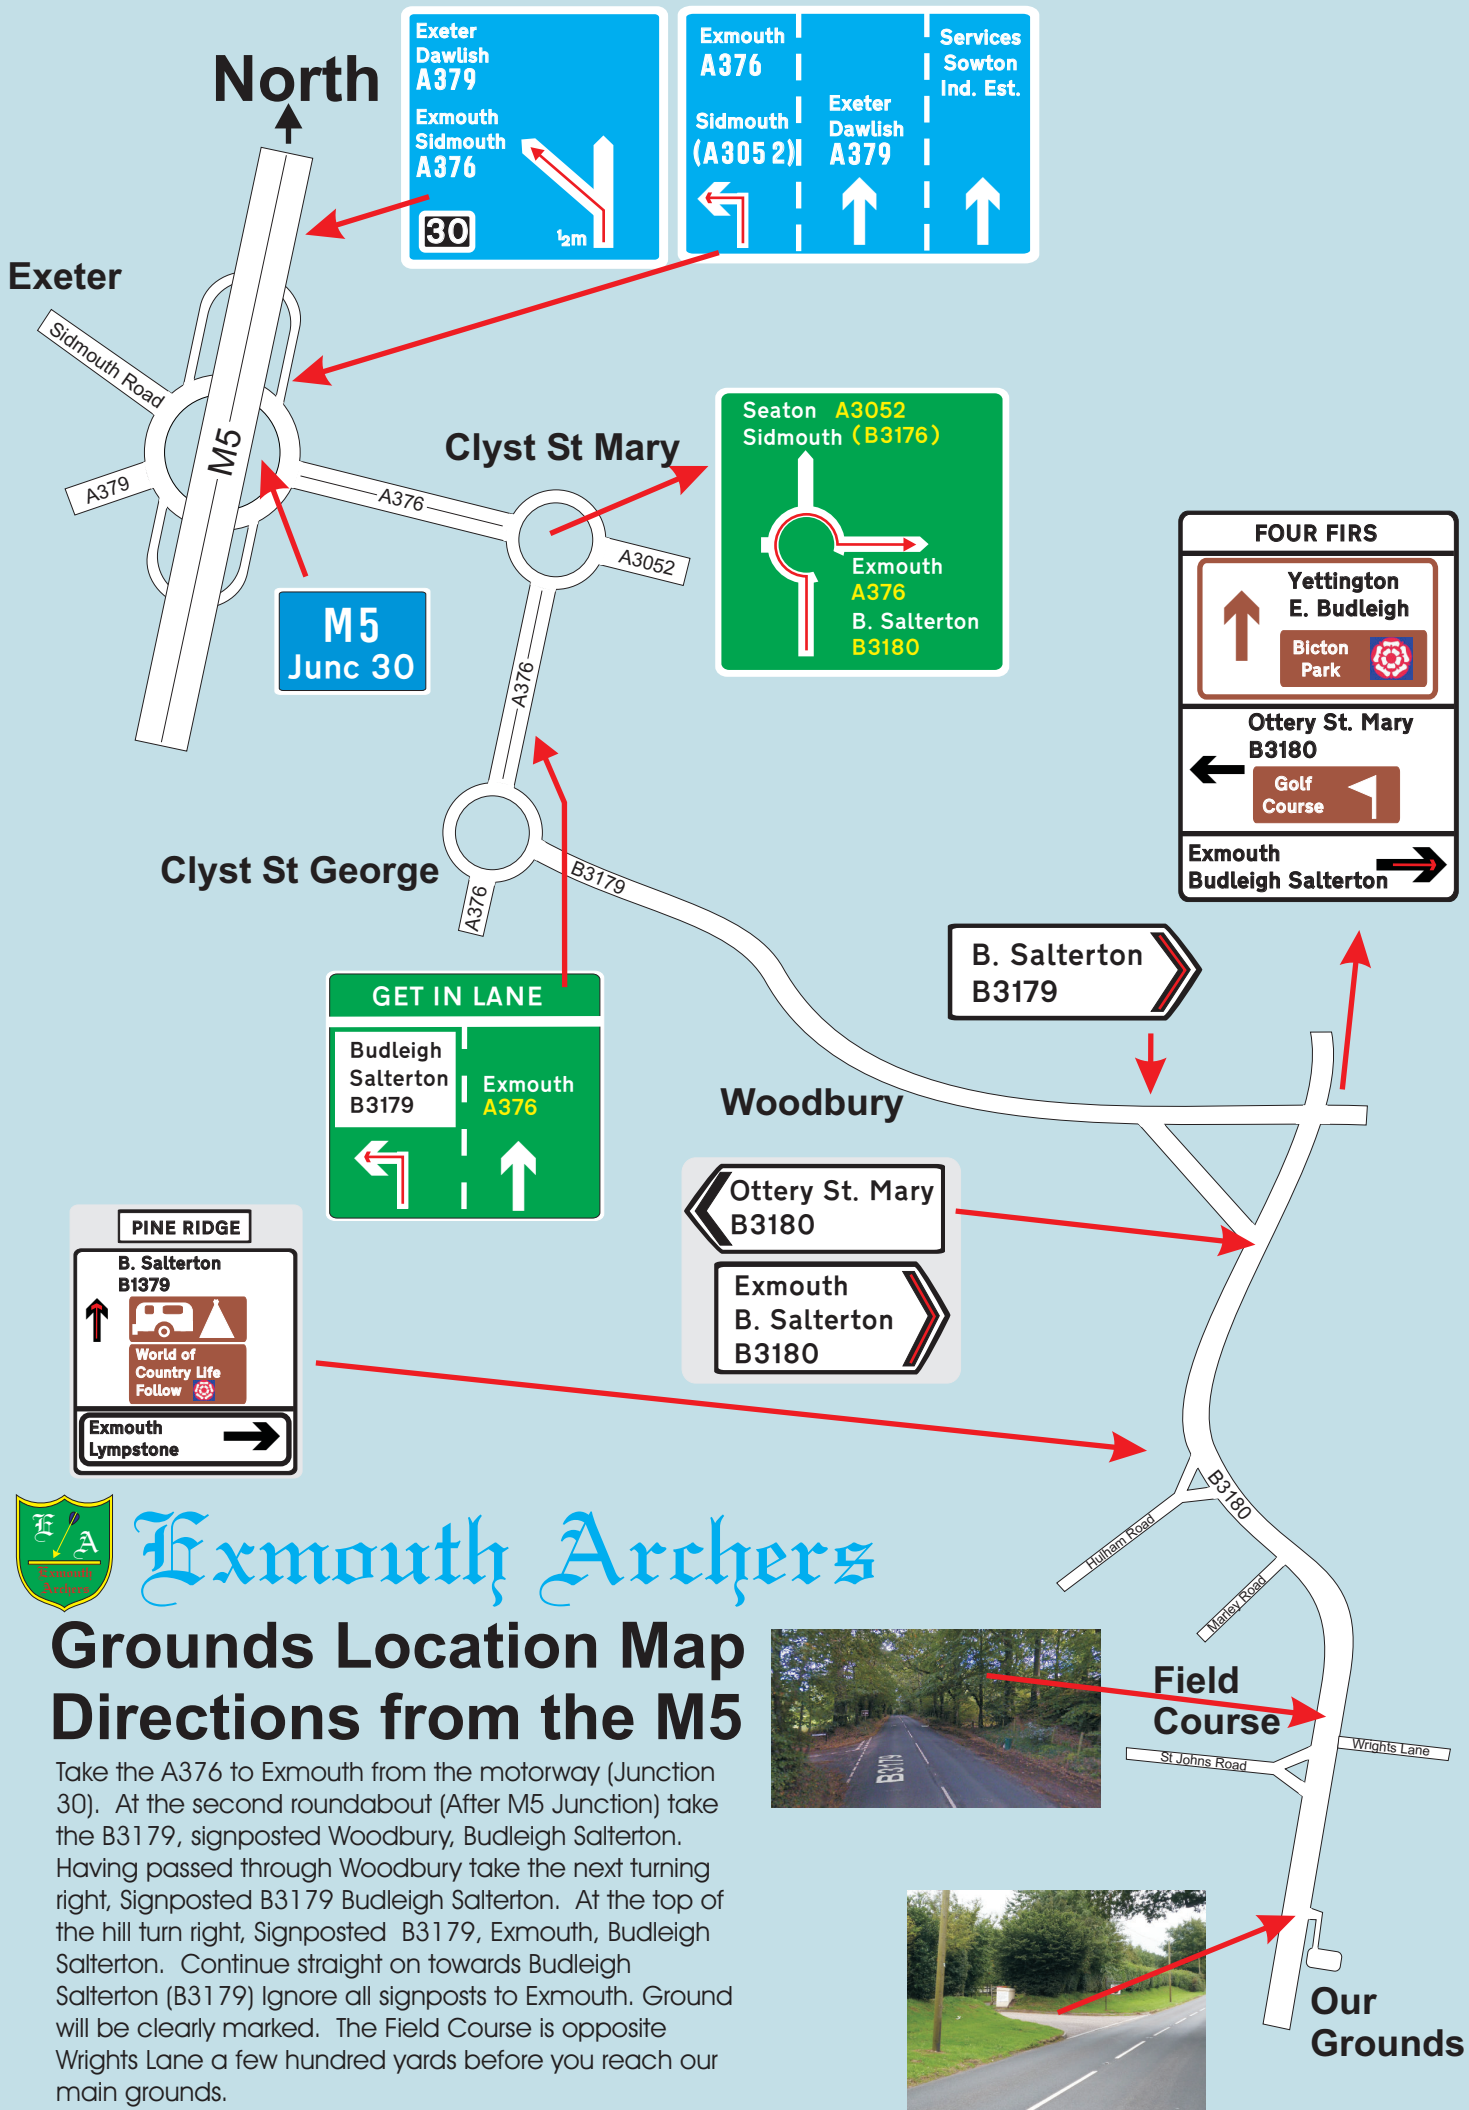 North
Exeter
Dawlish
A379
Exmouth
Sidmouth
A376
30
½m
Exmouth
A376
Sidmouth
(A3052)
Exeter
Dawlish
A379
Services
Sowton
Ind. Est.
Exeter
Sidmouth Road
M5
A379
A376
Clyst St Mary
A3052
M5
Junc 30
Seaton A3052
Sidmouth (B3176)
Exmouth
A376
B. Salterton
B3180
FOUR FIRS
Yettington
E. Budleigh
Bicton
Park
Ottery St. Mary
B3180
Golf
Course
Exmouth
Budleigh Salterton
A376
Clyst St George
A376
B3179
B. Salterton
B3179
GET IN LANE
Budleigh
Salterton
B3179
Exmouth
A376
Woodbury
Ottery St. Mary
B3180
Exmouth
B. Salterton
B3180
PINE RIDGE
B. Salterton
B1379
World of
Country Life
Follow
Exmouth
Lympstone
B3180
Hulham Road
Marley Road
E A
Exmouth
Archers
Exmouth Archers
Grounds Location Map
Directions from the M5
B3179
Field
Course
St Johns Road
Wrights Lane
Our
Grounds
Take the A376 to Exmouth from the motorway (Junction
30). At the second roundabout (After M5 Junction) take
the B3179, signposted Woodbury, Budleigh Salterton.
Having passed through Woodbury take the next turning
right, Signposted B3179 Budleigh Salterton. At the top of
the hill turn right, Signposted B3179, Exmouth, Budleigh
Salterton. Continue straight on towards Budleigh
Salterton (B3179) Ignore all signposts to Exmouth. Ground
will be clearly marked. The Field Course is opposite
Wrights Lane a few hundred yards before you reach our
main grounds.